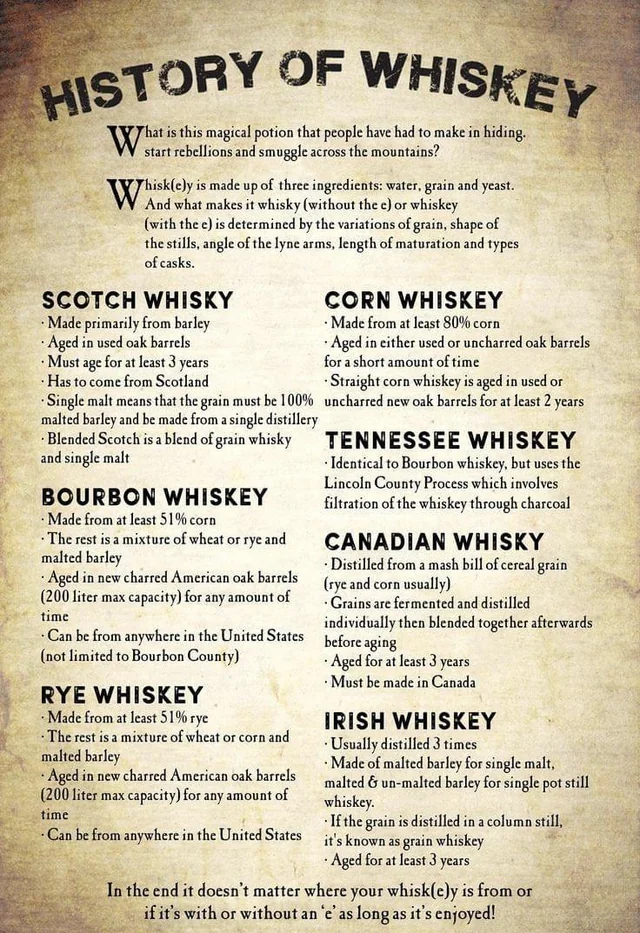 HISTORY OF WHISKEY
What is this magical potion that people have had to make in hiding.
start rebellions and smuggle across the mountains?
Whisk(e)y is made up of three ingredients: water, grain and yeast.
And what makes it whisky (without the e) or whiskey
(with the e) is determined by the variations of grain, shape of
the stills, angle of the lyne arms, length of maturation and types
of casks.
SCOTCH WHISKY
· Made primarily from barley
· Aged in used oak barrels
· Must age for at least 3 years
· Has to come from Scotland
· Single malt means that the grain must be 100%
malted barley and be made from a single distillery
· Blended Scotch is a blend of grain whisky
and single malt
BOURBON WHISKEY
· Made from at least 51% corn
· The rest is a mixture of wheat or rye and
malted barley
· Aged in new charred American oak barrels
(200 liter max capacity) for any amount of
time
· Can be from anywhere in the United States
(not limited to Bourbon County)
RYE WHISKEY
· Made from at least 51% rye
· The rest is a mixture of wheat or corn and
malted barley
· Aged in new charred American oak barrels
(200 liter max capacity) for any amount of
time
· Can be from anywhere in the United States
CORN WHISKEY
· Made from at least 80% corn
· Aged in either used or uncharred oak barrels
for a short amount of time
· Straight corn whiskey is aged in used or
uncharred new oak barrels for at least 2 years
TENNESSEE WHISKEY
· Identical to Bourbon whiskey, but uses the
Lincoln County Process which involves
filtration of the whiskey through charcoal
CANADIAN WHISKY
· Distilled from a mash bill of cereal grain
(rye and corn usually)
· Grains are fermented and distilled
individually then blended together afterwards
before aging
· Aged for at least 3 years
· Must be made in Canada
IRISH WHISKEY
· Usually distilled 3 times
· Made of malted barley for single malt,
malted & un-malted barley for single pot still
whiskey.
· If the grain is distilled in a column still,
it's known as grain whiskey
· Aged for at least 3 years
In the end it doesn't matter where your whisk(e)y is from or
if it's with or without an 'e' as long as it's enjoyed!